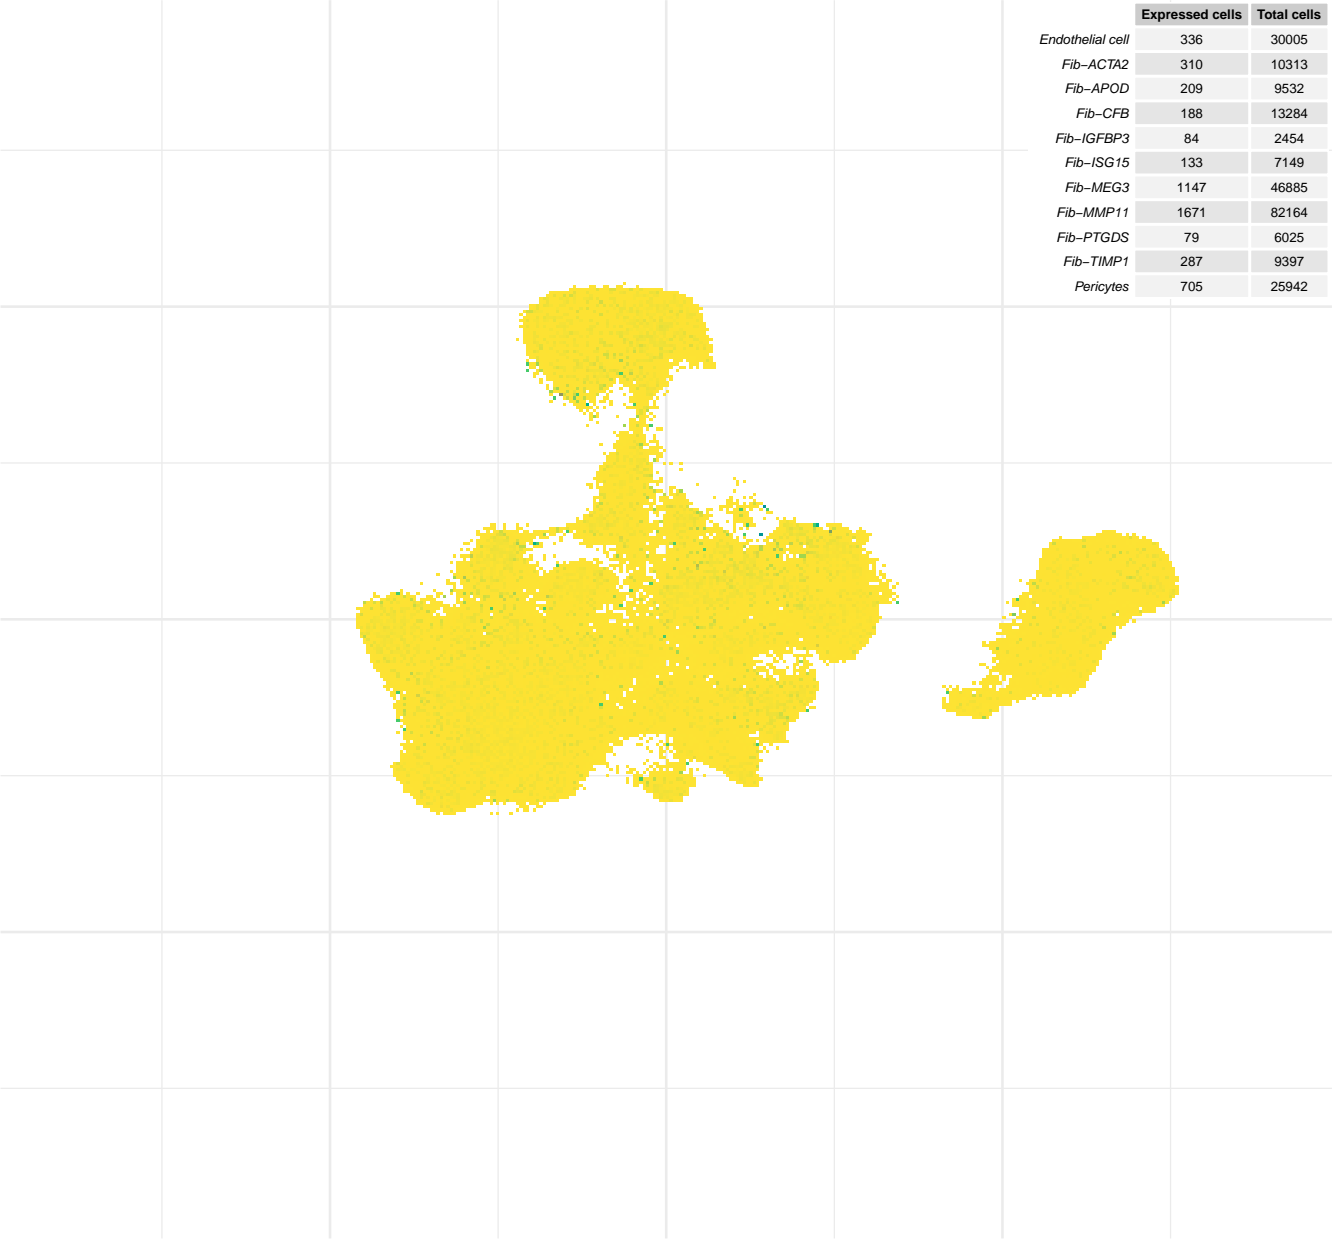 Expressed cells Total cells
Endothelial cell 336 30005
Fib−ACTA2 310 10313
Fib−APOD 209 9532
Fib−CFB 188 13284
Fib−IGFBP3 84 2454
Fib−ISG15 133 7149
Fib−MEG3 1147 46885
Fib−MMP11 1671 82164
Fib−PTGDS 79 6025
Fib−TIMP1 287 9397
Pericytes 705 25942